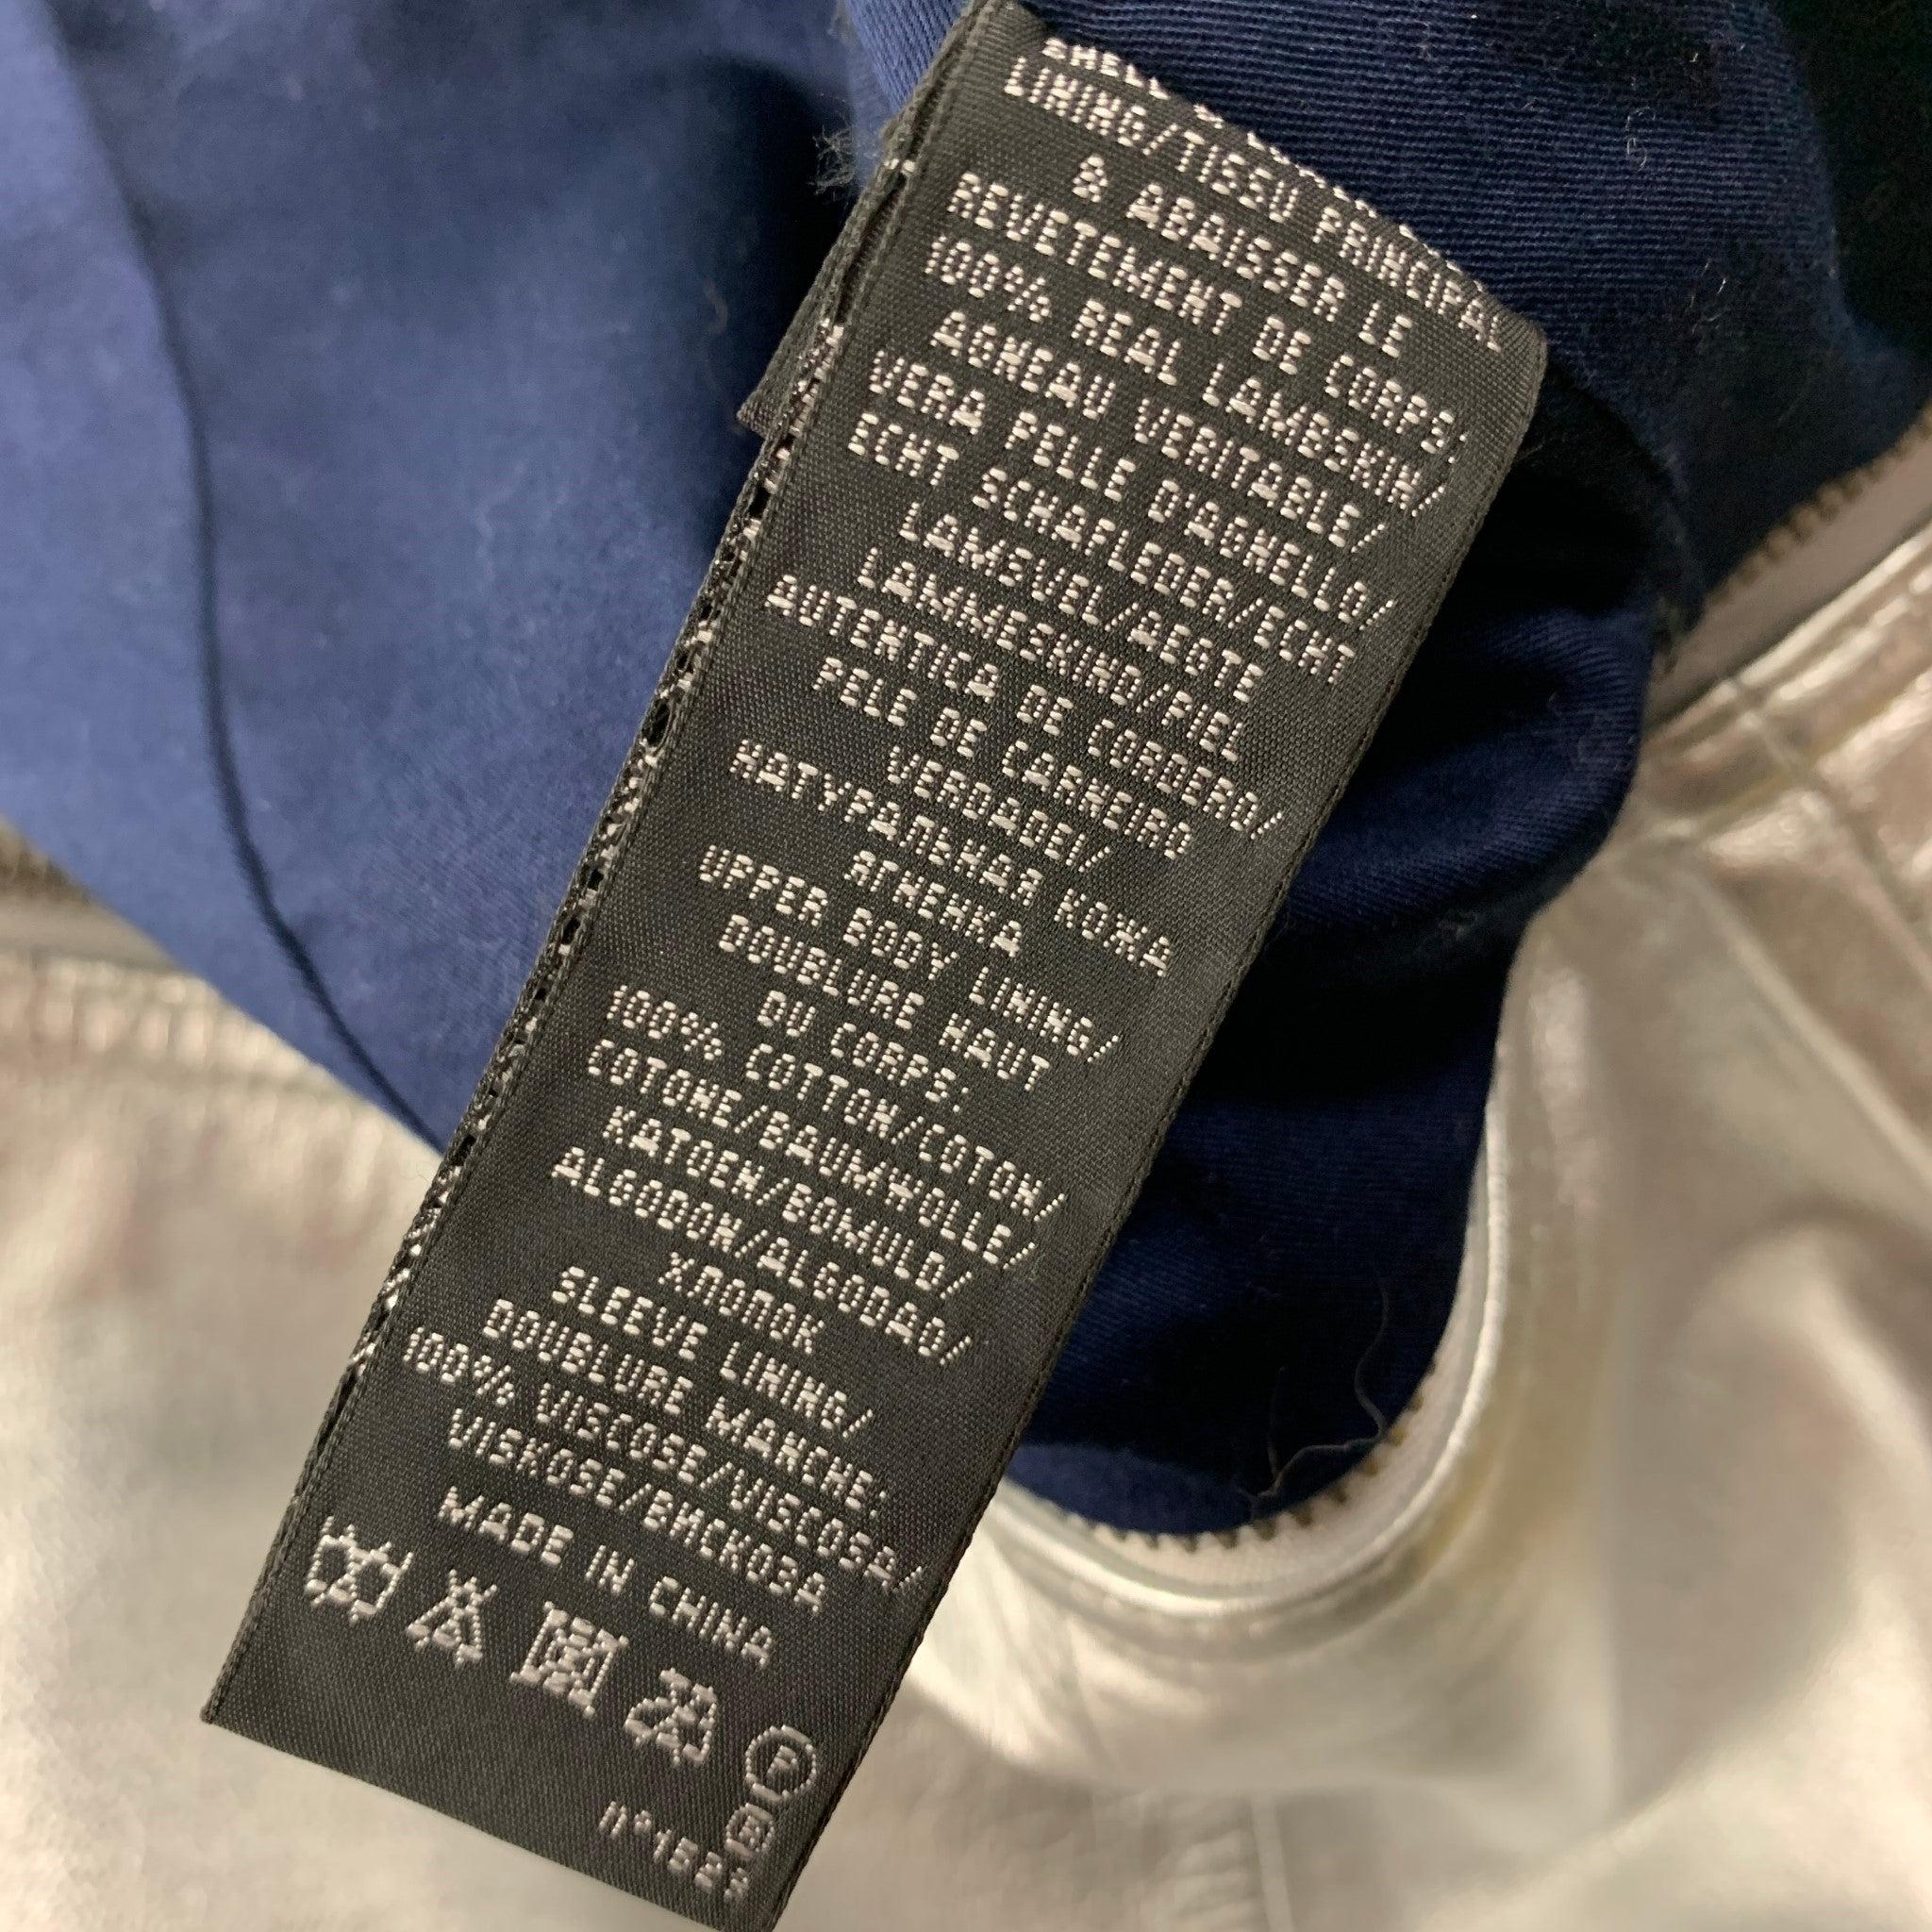 LINING/TISSU PRINCIPAL
& ABAISSER LE
REVETEMENT DE CORPS:
100% REAL LAMBSKIN/
AGNEAU VERITABLE/
VERA PELLE D'AGNELLO/
ECHT SCHAFLEDER/ECHT
LAMSVEL/AEGTE
LAMMESKIND/PIEL
AUTENTICA DE CORDERO/
PELE DE CARNEIRO
VERDADEI/
НАТУРАЛЬНАЯ КОЖА
ЯГНЕНКА
UPPER BODY LINING/
DOUBLURE HAUT
DU CORPS:
100% COTTON/COTON/
COTONE/BAUMWOLLE/
KATOEN/BOMULD/
ALGODON/ALGODAO/
ХЛОПОК
SLEEVE LINING/
DOUBLURE MANCHE:
100% VISCOSE/VISCOSA/
VISKOSE/ВИСКОЗА
MADE IN CHINA
P
11*1523